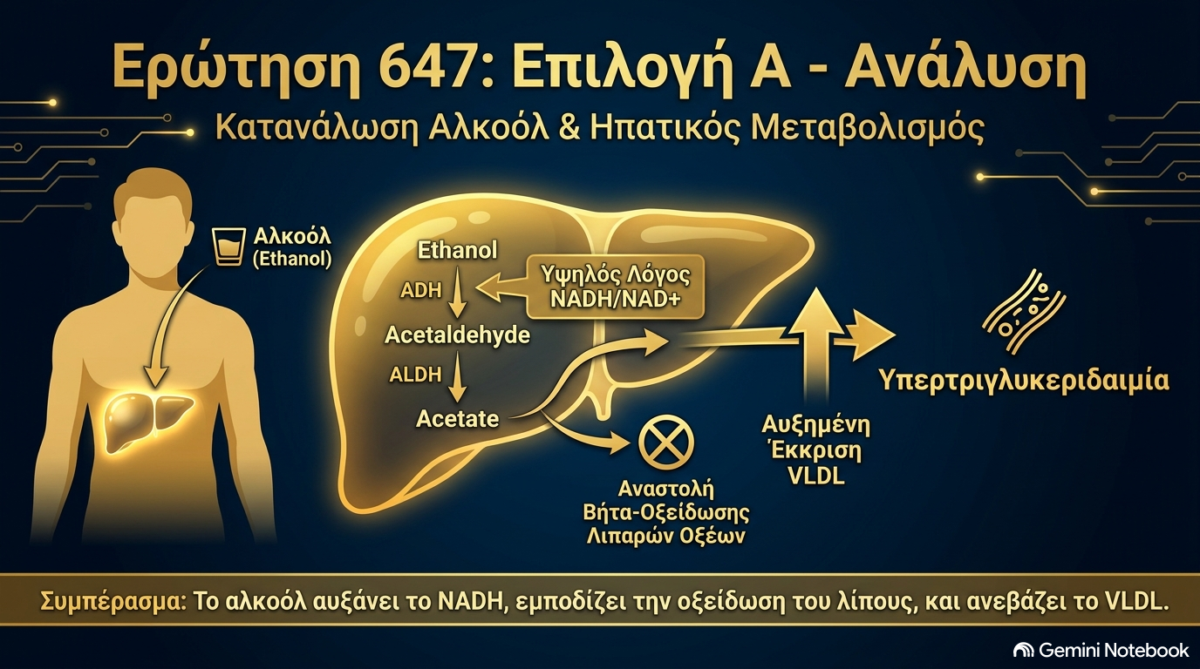 Ερώτηση 647: Επιλογή Α - Ανάλυση
Κατανάλωση Αλκοόλ & Ηπατικός Μεταβολισμός
Αλκοόλ
(Ethanol)
Ethanol
ADH
Υψηλός Λόγος
NADH/NAD+
Acetaldehyde
ALDH
Acetate
Αναστολή
Βήτα-Οξείδωσης
Λιπαρών Οξέων
Αυξημένη
Έκκριση
VLDL
Υπερτριγλυκεριδαιμία
Συμπέρασμα: Το αλκοόλ αυξάνει το NADH, εμποδίζει την οξείδωση του λίπους, και ανεβάζει το VLDL.
Gemini Notebook